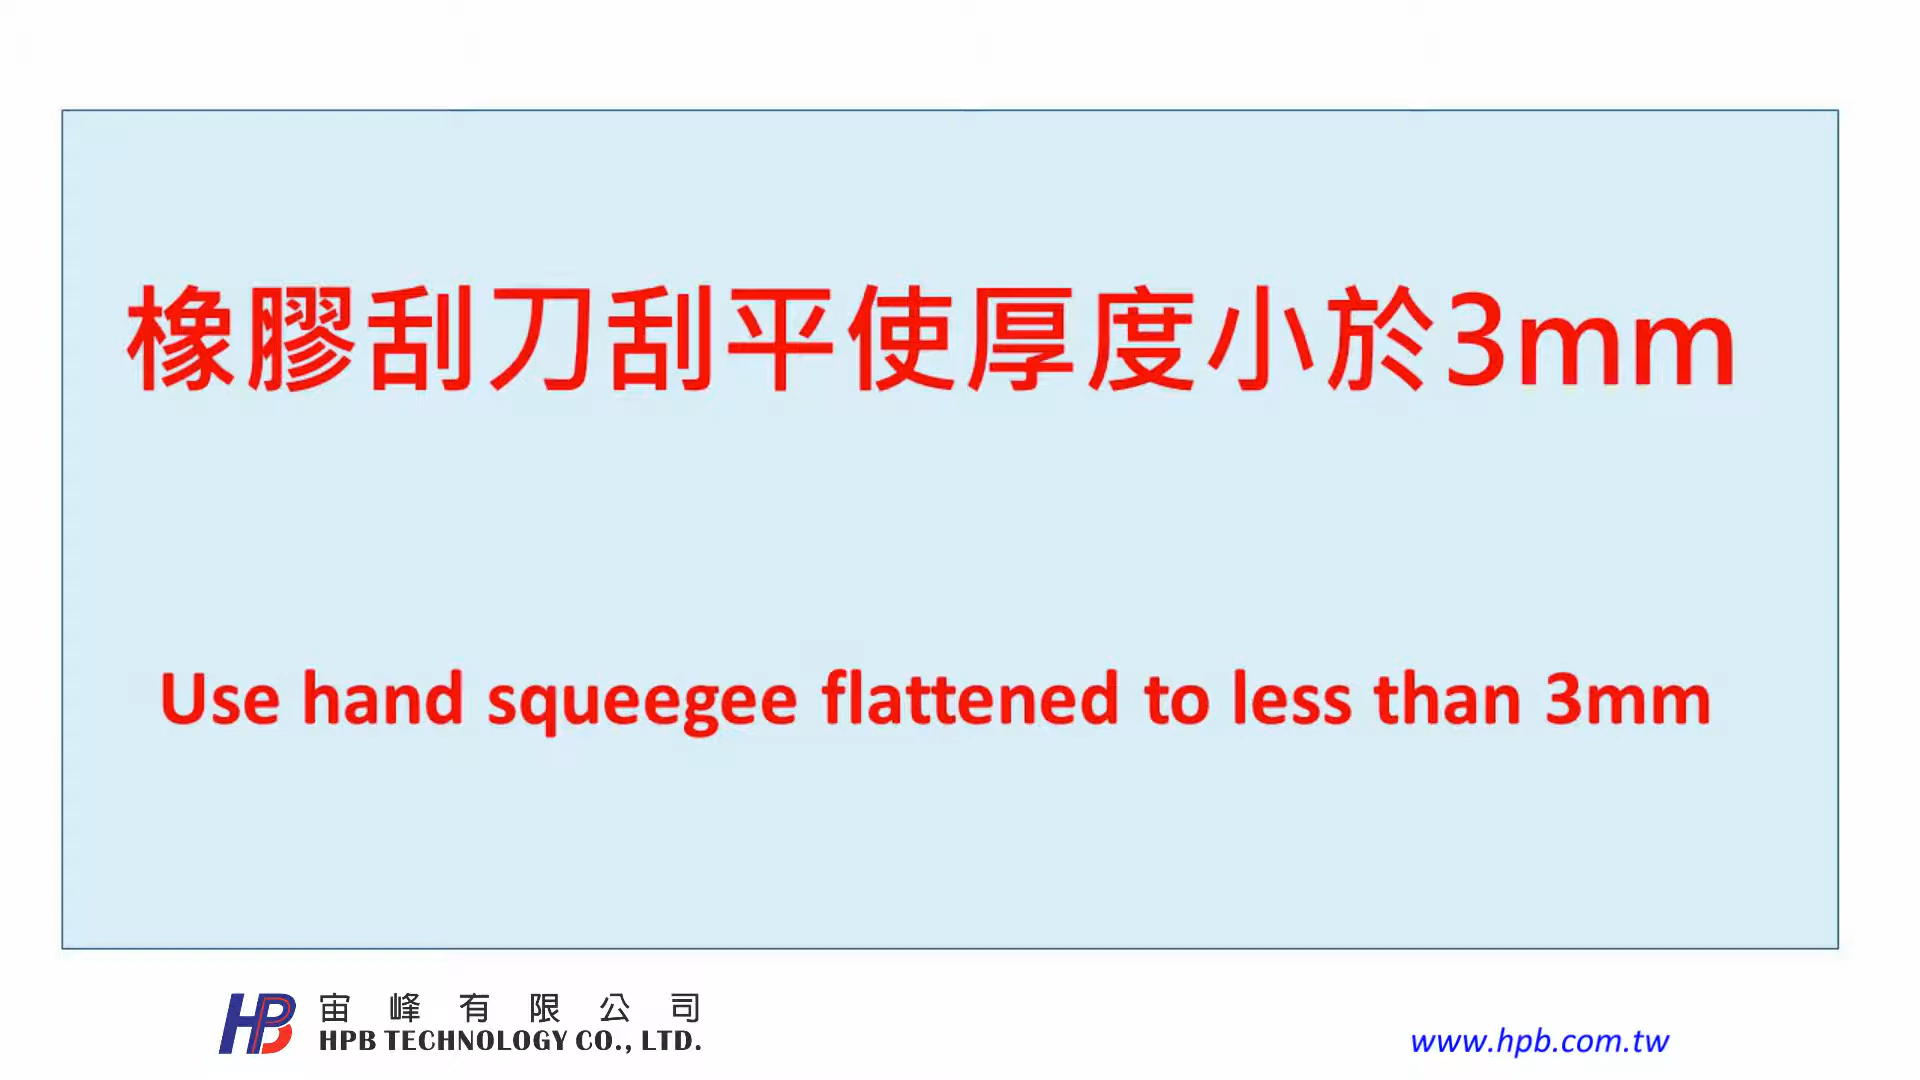 橡膠刮刀刮平使厚度小於3mm
Use hand squeegee flattened to less than 3mm
HPB
宙峰有限公司
HPB TECHNOLOGY CO., LTD.
www.hpb.com.tw